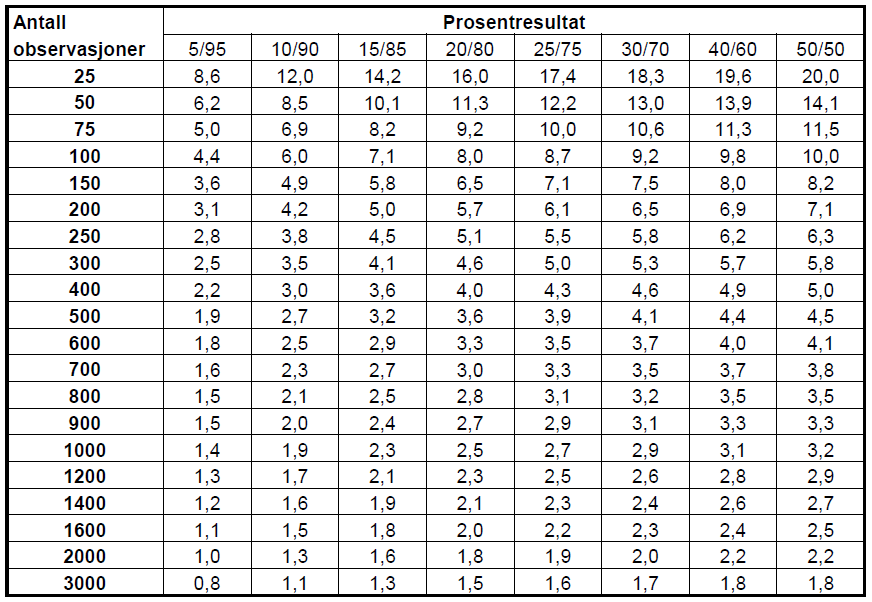 Antall Prosentresultat
observasjoner 5/95 10/90 15/85 20/80 25/75 30/70 40/60 50/50
25 8,6 12,0 14,2 16,0 17,4 18,3 19,6 20,0
50 6,2 8,5 10,1 11,3 12,2 13,0 13,9 14,1
75 5,0 6,9 8,2 9,2 10,0 10,6 11,3 11,5
100 4,4 6,0 7,1 8,0 8,7 9,2 9,8 10,0
150 3,6 4,9 5,8 6,5 7,1 7,5 8,0 8,2
200 3,1 4,2 5,0 5,7 6,1 6,5 6,9 7,1
250 2,8 3,8 4,5 5,1 5,5 5,8 6,2 6,3
300 2,5 3,5 4,1 4,6 5,0 5,3 5,7 5,8
400 2,2 3,0 3,6 4,0 4,3 4,6 4,9 5,0
500 1,9 2,7 3,2 3,6 3,9 4,1 4,4 4,5
600 1,8 2,5 2,9 3,3 3,5 3,7 4,0 4,1
700 1,6 2,3 2,7 3,0 3,3 3,5 3,7 3,8
800 1,5 2,1 2,5 2,8 3,1 3,2 3,5 3,5
900 1,5 2,0 2,4 2,7 2,9 3,1 3,3 3,3
1000 1,4 1,9 2,3 2,5 2,7 2,9 3,1 3,2
1200 1,3 1,7 2,1 2,3 2,5 2,6 2,8 2,9
1400 1,2 1,6 1,9 2,1 2,3 2,4 2,6 2,7
1600 1,1 1,5 1,8 2,0 2,2 2,3 2,4 2,5
2000 1,0 1,3 1,6 1,8 1,9 2,0 2,2 2,2
3000 0,8 1,1 1,3 1,5 1,6 1,7 1,8 1,8